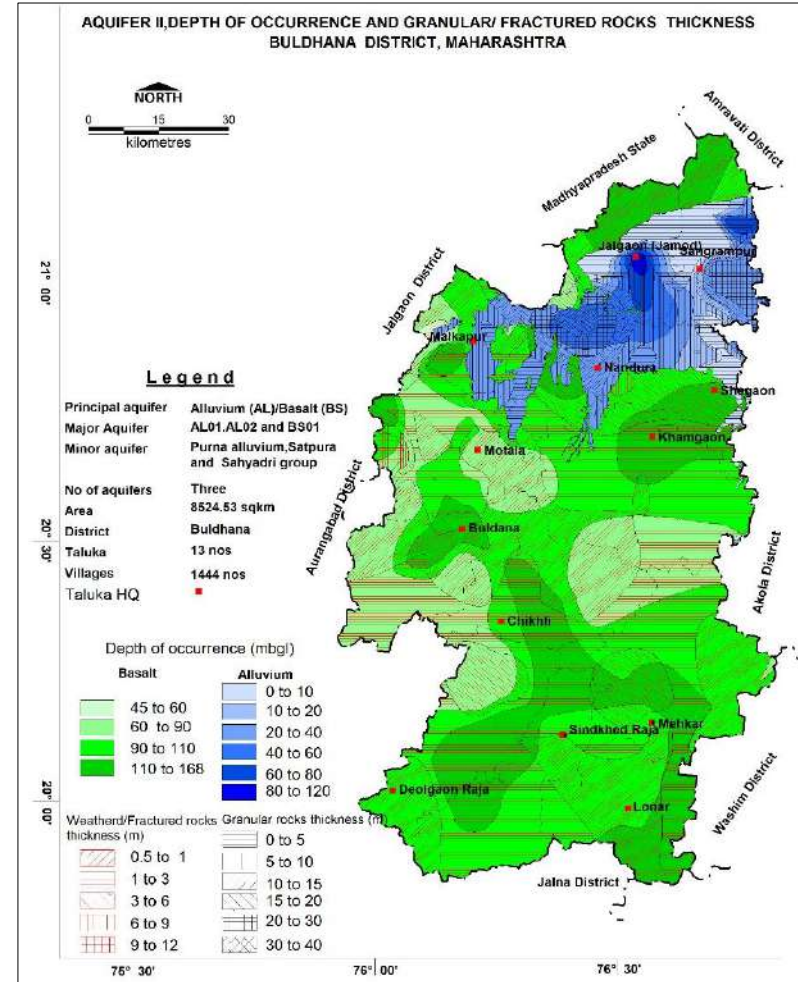 AQUIFER II,DEPTH OF OCCURRENCE AND GRANULAR/ FRACTURED ROCKS THICKNESS
BULDHANA DISTRICT, MAHARASHTRA
NORTH
0 15 30
kilometres
Amravati District
Madhyapradesh State
Jalgaon (Jamod)
Sangrampur
21° 00'
Jalgaon District
Malkapur
Nandura
Shegaon
Khamgaon
Motala
Aurangabad District
Buldana
20° 30'
Akola District
Chikhli
Mehkar
Sindkhed Raja
Deolgaon Raja
Lonar
20° 00'
Washim District
Jalna District
Legend
Principal aquifer Alluvium (AL)/Basalt (BS)
Major Aquifer AL01.AL02 and BS01
Minor aquifer Purna alluvium,Satpura
and Sahyadri group
No of aquifers Three
Area 8524.53 sqkm
District Buldhana
Taluka 13 nos
Villages 1444 nos
Taluka HQ
Depth of occurrence (mbgl)
Basalt Alluvium
45 to 60 0 to 10
60 to 90 10 to 20
90 to 110 20 to 40
110 to 168 40 to 60
60 to 80
80 to 120
Weatherd/Fractured rocks Granular rocks thickness (m
thickness (m)
0.5 to 1 0 to 5
1 to 3 5 to 10
3 to 6 10 to 15
6 to 9 15 to 20
9 to 12 20 to 30
30 to 40
75° 30' 76° 00' 76° 30'